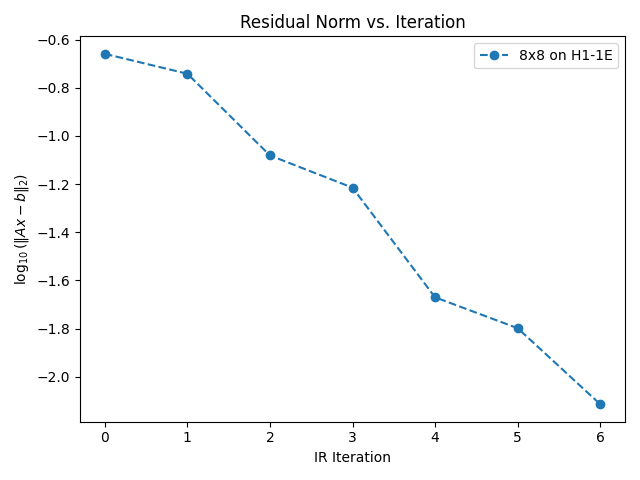 Residual Norm vs. Iteration
8x8 on H1-1E
−0.6
−0.8
−1.0
−1.2
−1.4
−1.6
−1.8
−2.0
log₁₀(‖Ax − b‖₂)
0 1 2 3 4 5 6
IR Iteration